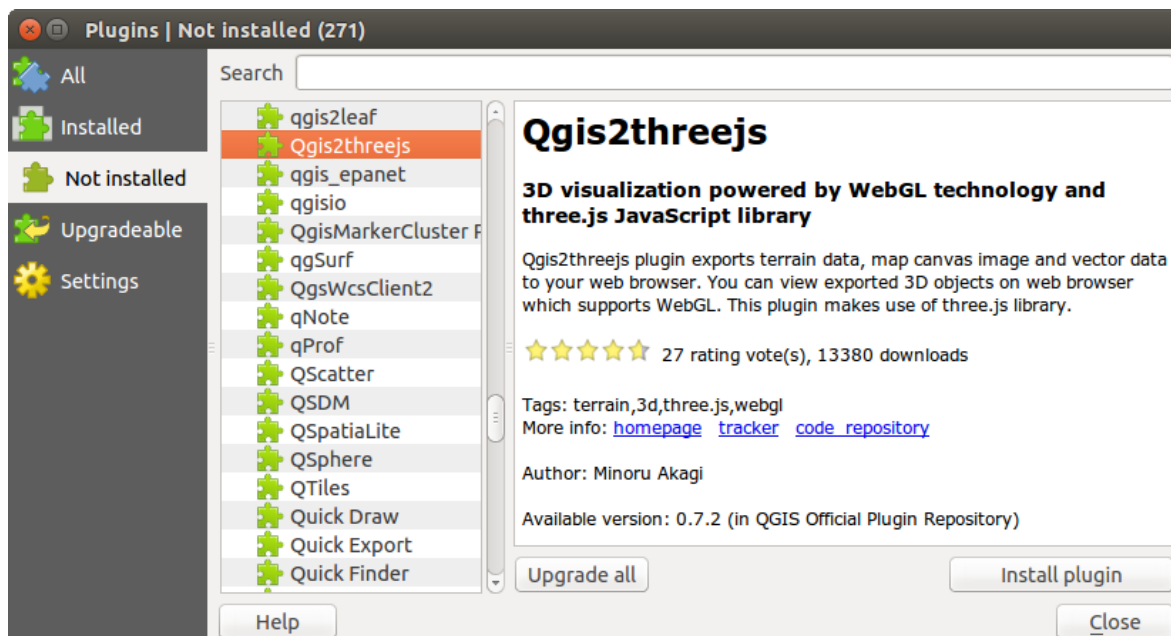 Plugins | Not installed (271)
All
Installed
Not installed
Upgradeable
Settings
Search
qgis2leaf
Qgis2threejs
qgis_epanet
qgisio
QgisMarkerCluster
qgSurf
QgsWcsClient2
qNote
qProf
QScatter
QSDM
QSpatiaLite
QSphere
QTiles
Quick Draw
Quick Export
Quick Finder
Qgis2threejs
3D visualization powered by WebGL technology and
three.js JavaScript library
Qgis2threejs plugin exports terrain data, map canvas image and vector data
to your web browser. You can view exported 3D objects on web browser
which supports WebGL. This plugin makes use of three.js library.
27 rating vote(s), 13380 downloads
Tags: terrain,3d,three.js,webgl
More info: homepage tracker code repository
Author: Minoru Akagi
Available version: 0.7.2 (in QGIS Official Plugin Repository)
Upgrade all
Install plugin
Help
Close